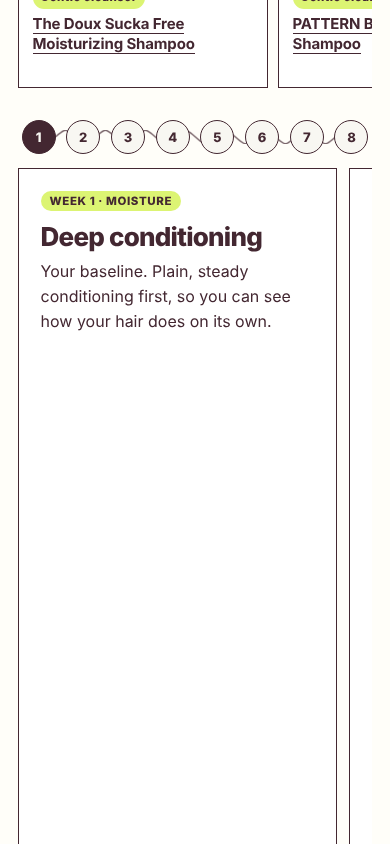 The Doux Sucka Free
Moisturizing Shampoo
PATTERN
Shampoo
1 2 3 4 5 6 7 8
WEEK 1 · MOISTURE
Deep conditioning
Your baseline. Plain, steady
conditioning first, so you can see
how your hair does on its own.